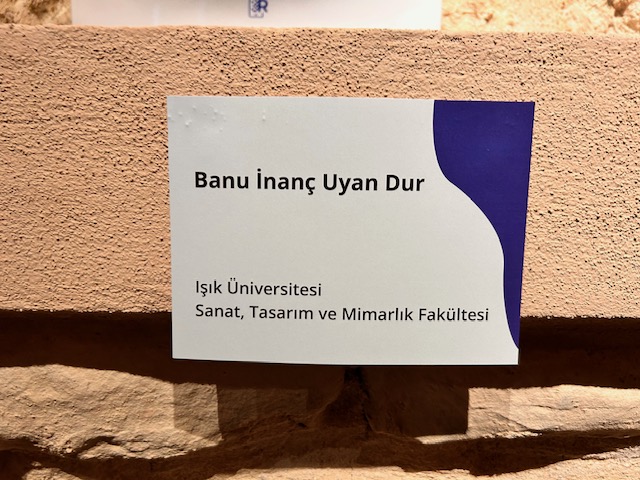 Banu İnanç Uyan Dur
Işık Üniversitesi
Sanat, Tasarım ve Mimarlık Fakültesi